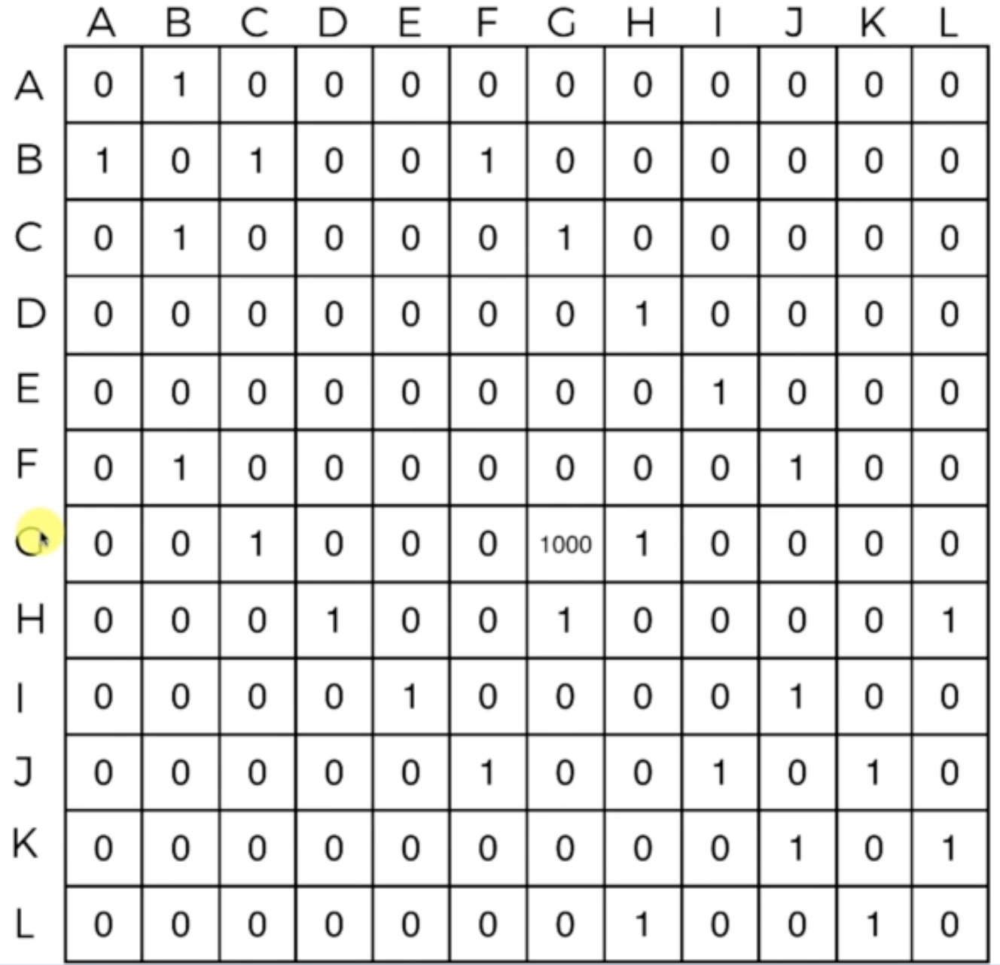 A B C D E F G H I J K L
A 0 1 0 0 0 0 0 0 0 0 0 0
B 1 0 1 0 0 1 0 0 0 0 0 0
C 0 1 0 0 0 0 1 0 0 0 0 0
D 0 0 0 0 0 0 0 1 0 0 0 0
E 0 0 0 0 0 0 0 0 1 0 0 0
F 0 1 0 0 0 0 0 0 0 1 0 0
0 0 1 0 0 0 1000 1 0 0 0 0
H 0 0 0 1 0 0 1 0 0 0 0 1
I 0 0 0 0 1 0 0 0 0 1 0 0
J 0 0 0 0 0 1 0 0 1 0 1 0
K 0 0 0 0 0 0 0 0 0 1 0 1
L 0 0 0 0 0 0 0 1 0 0 1 0